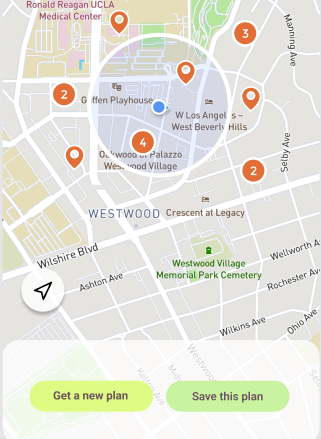 Ronald Reagan UCLA
Medical Center
3
Manning Ave
2
Geffen Playhouse
W Los Angeles –
West Beverly Hills
4
Oakwood at Palazzo
Westwood Village
Selby Ave
2
WESTWOOD
Crescent at Legacy
Wilshire Blvd
Westwood Village
Memorial Park Cemetery
Wellworth A
Ashton Ave
Rochester Ave
Ohio Ave
Wilkins Ave
Westwoo
Kelton Ave
Get a new plan
Save this plan